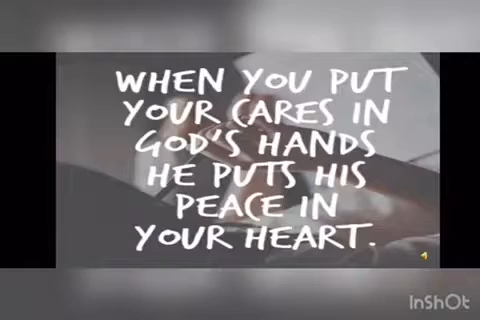 WHEN YOU PUT
YOUR CARES IN
GOD'S HANDS
HE PUTS HIS
PEACE IN
YOUR HEART.
InShOt